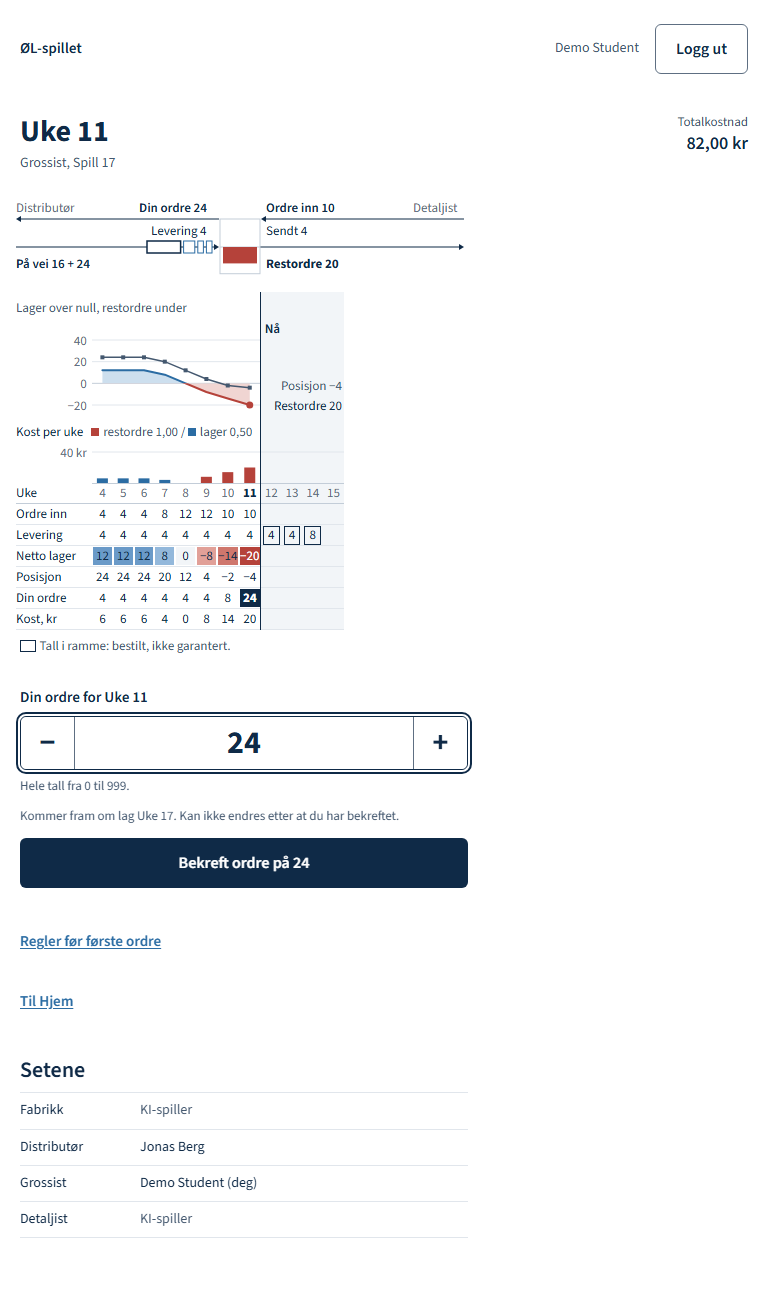 ØL-spillet
Demo Student
Logg ut
Uke 11
Totalkostnad
82,00 kr
Grossist, Spill 17
Distributør Din ordre 24 Ordre inn 10 Detaljist
Levering 4 Sendt 4
På vei 16 + 24 Restordre 20
Lager over null, restordre under
Nå
40
20
0
−20
Posisjon −4
Restordre 20
Kost per uke restordre 1,00 / lager 0,50
40 kr
Uke 4 5 6 7 8 9 10 11 12 13 14 15
Ordre inn 4 4 4 8 12 12 10 10
Levering 4 4 4 4 4 4 4 4 4 4 8
Netto lager 12 12 12 8 0 −8 −14 −20
Posisjon 24 24 24 20 12 4 −2 −4
Din ordre 4 4 4 4 4 4 8 24
Kost, kr 6 6 6 4 0 8 14 20
Tall i ramme: bestilt, ikke garantert.
Din ordre for Uke 11
− 24 +
Hele tall fra 0 til 999.
Kommer fram om lag Uke 17. Kan ikke endres etter at du har bekreftet.
Bekreft ordre på 24
Regler før første ordre
Til Hjem
Setene
Fabrikk KI-spiller
Distributør Jonas Berg
Grossist Demo Student (deg)
Detaljist KI-spiller